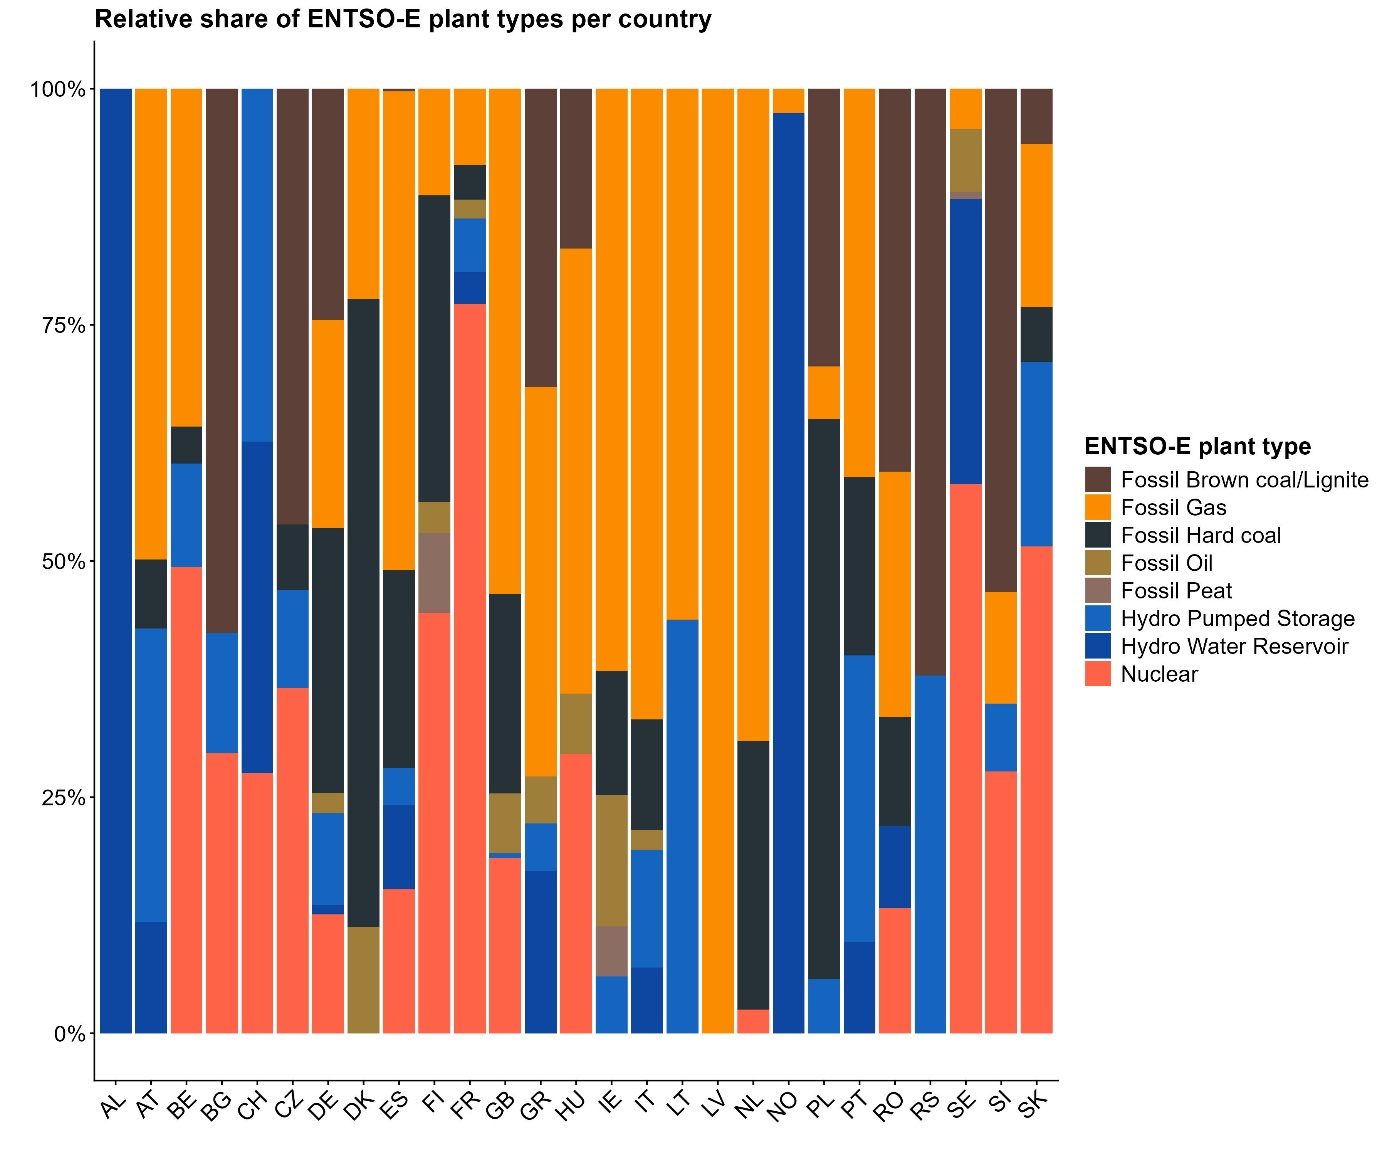 Relative share of ENTSO-E plant types per country
100%
75%
50%
25%
0%
AL AT BE BG CH CZ DE DK ES FI FR GB GR HU IE IT LT LV NL NO PL PT RO RS SE SI SK
ENTSO-E plant type
Fossil Brown coal/Lignite
Fossil Gas
Fossil Hard coal
Fossil Oil
Fossil Peat
Hydro Pumped Storage
Hydro Water Reservoir
Nuclear